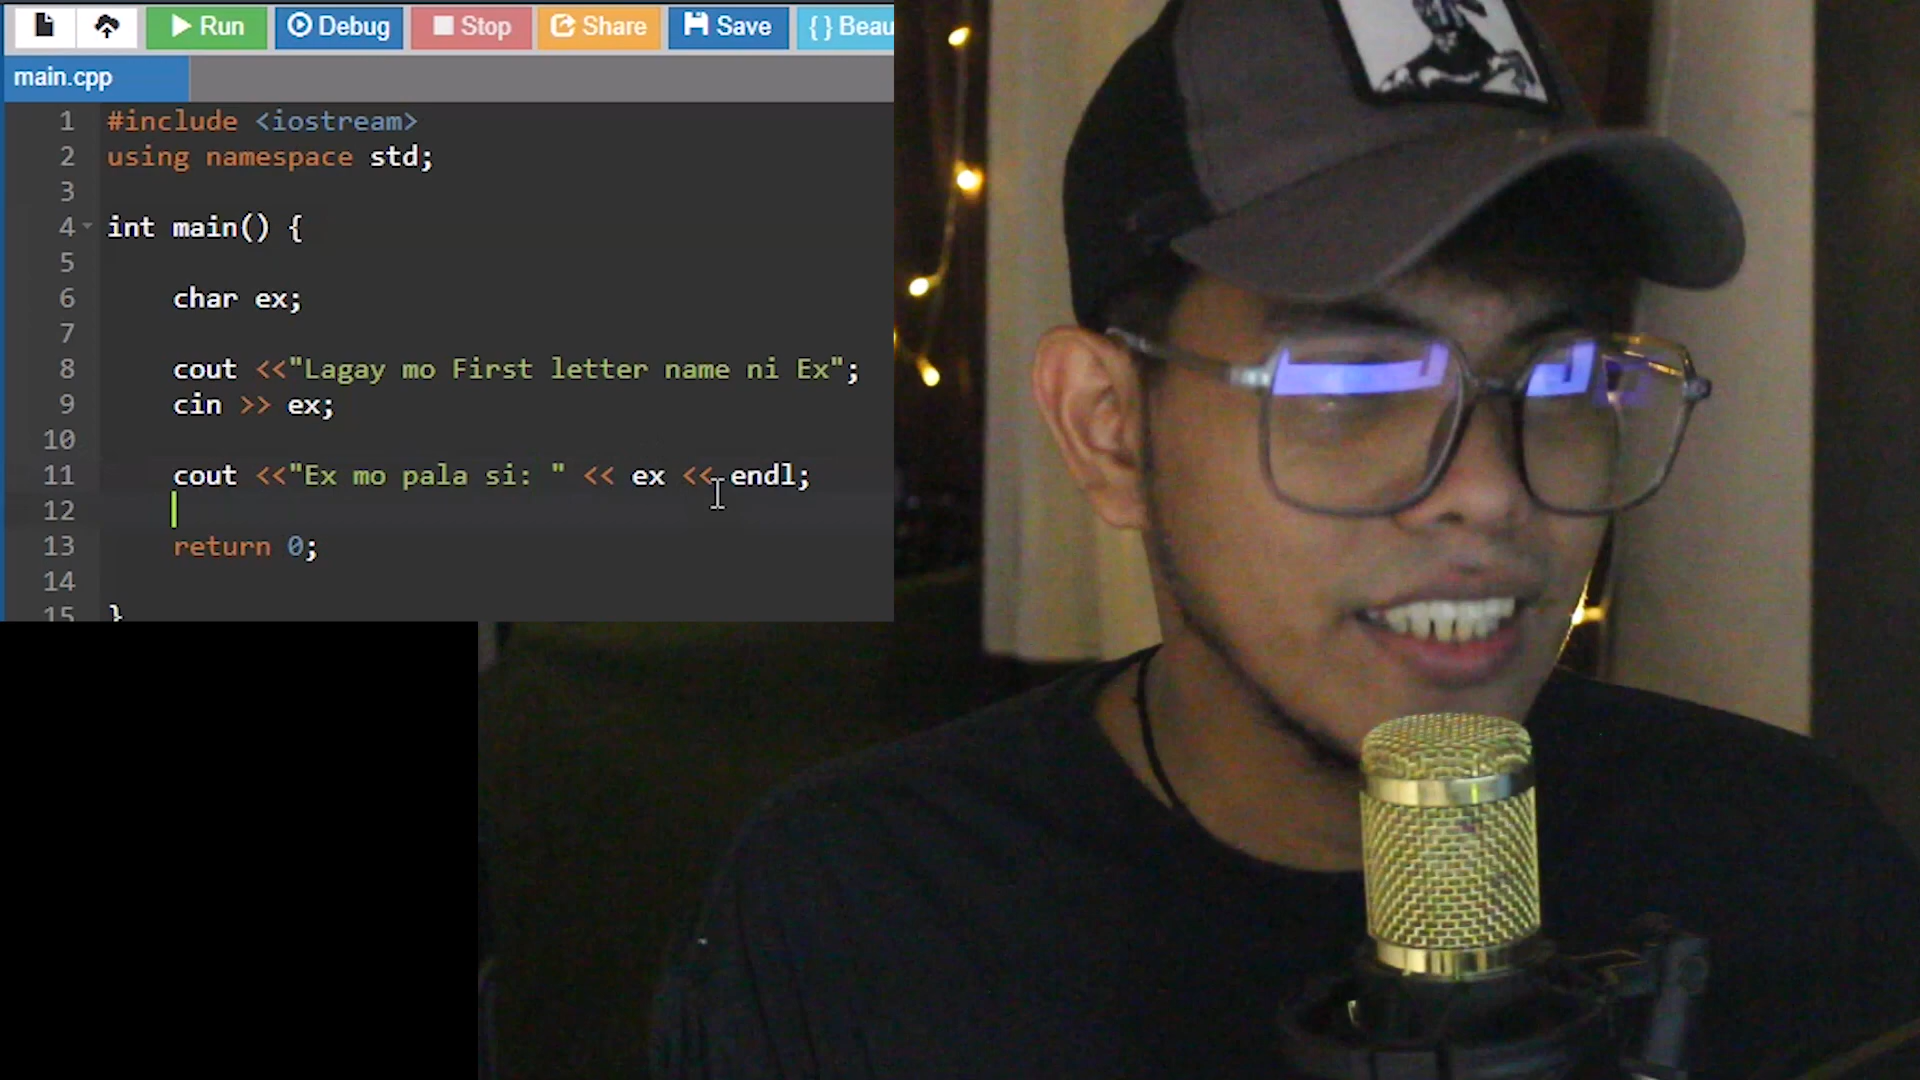 Run Debug Stop Share Save { } Beau
main.cpp
1 #include <iostream>
2 using namespace std;
3
4 int main() {
5
6 char ex;
7
8 cout <<"Lagay mo First letter name ni Ex";
9 cin >> ex;
10
11 cout <<"Ex mo pala si: " << ex << endl;
12
13 return 0;
14
15 }